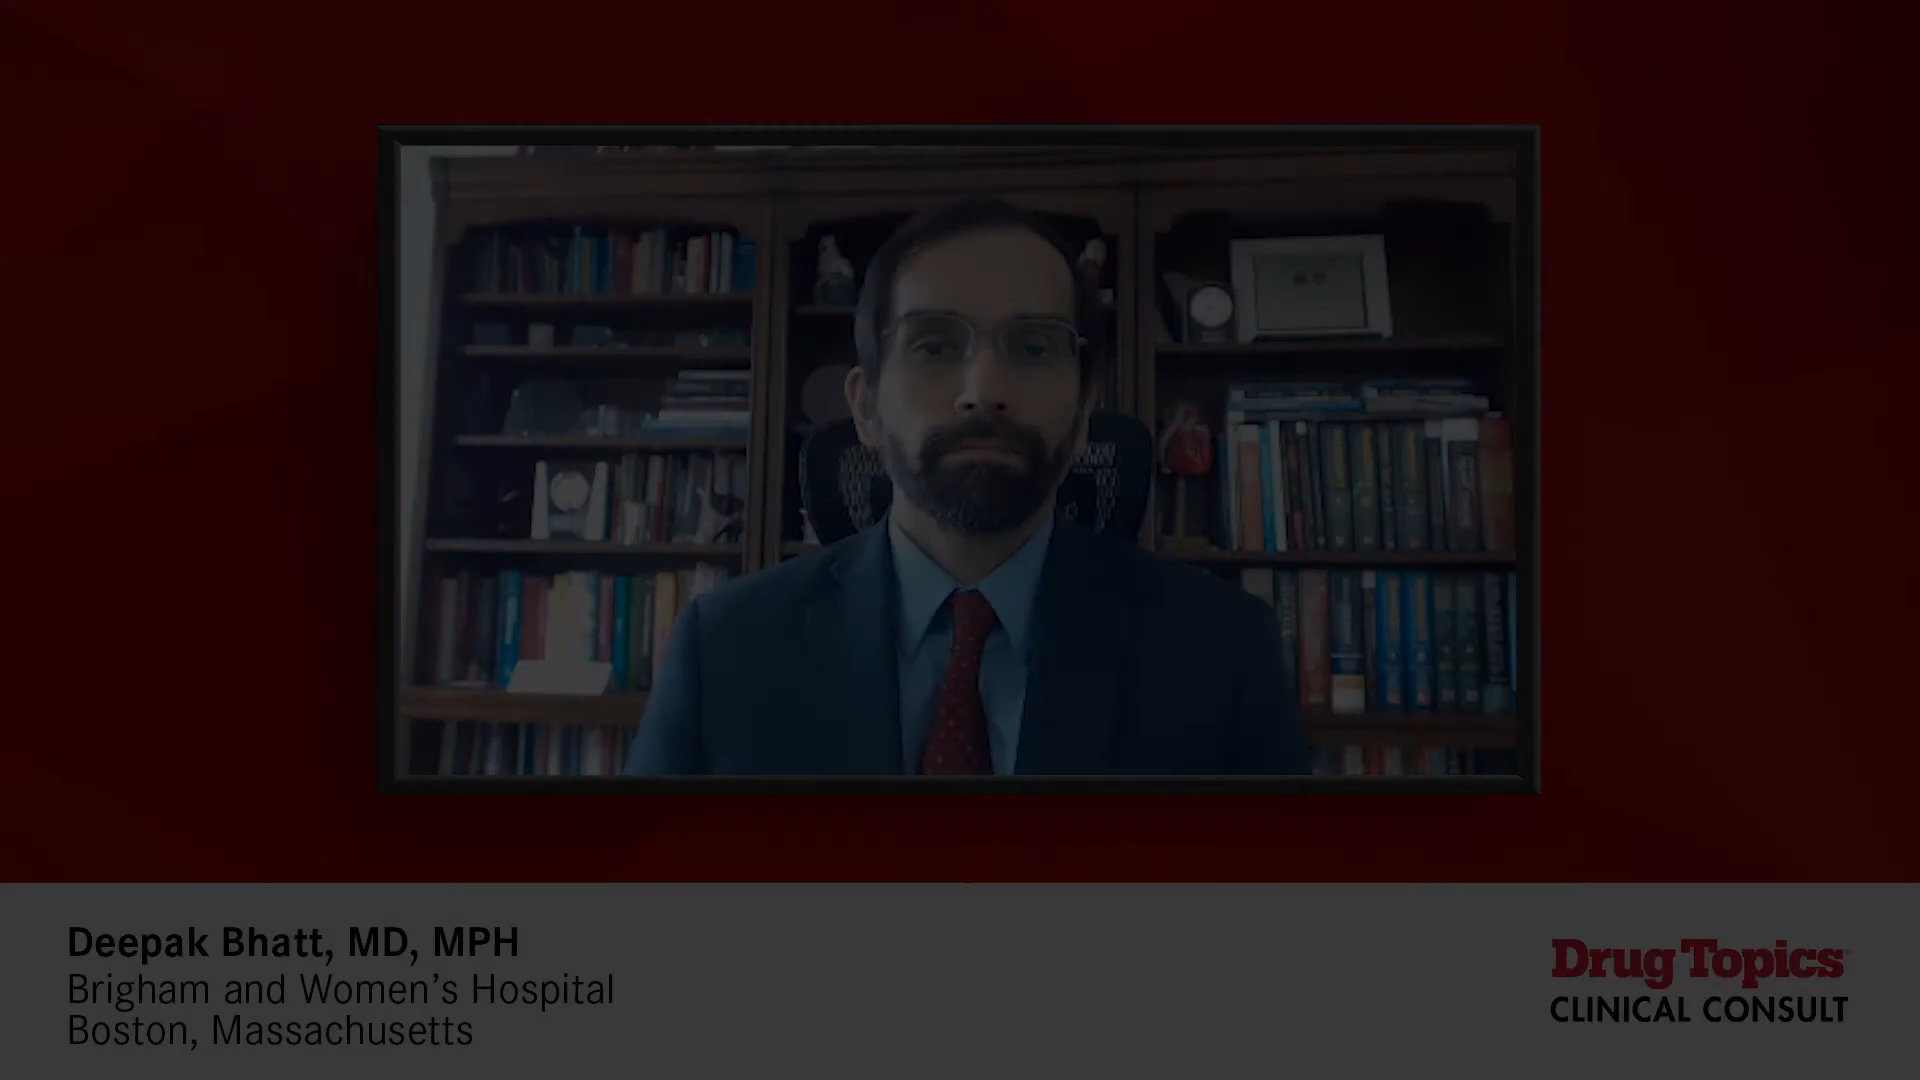 Deepak Bhatt, MD, MPH
Brigham and Women's Hospital
Boston, Massachusetts
Drug Topics
CLINICAL CONSULT